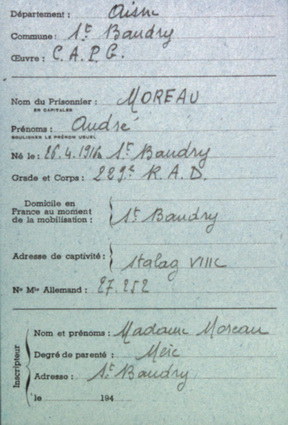 Département : Aisne
Commune : St Baudry
Œuvre : C.A.P.G.
Nom du Prisonnier : MOREAU
EN CAPITALES
Prénoms : André
SOULIGNER LE PRÉNOM USUEL
Né le : 26.4.1916 à St Baudry
Grade et Corps : 229e R.A.D.
Domicile en
France au moment
de la mobilisation : St Baudry
Adresse de captivité : Stalag VIIIC
No Mle Allemand : 27.252
Inscripteur
Nom et prénoms : Madame Moreau
Degré de parenté : Mère
Adresse : St Baudry
le 194